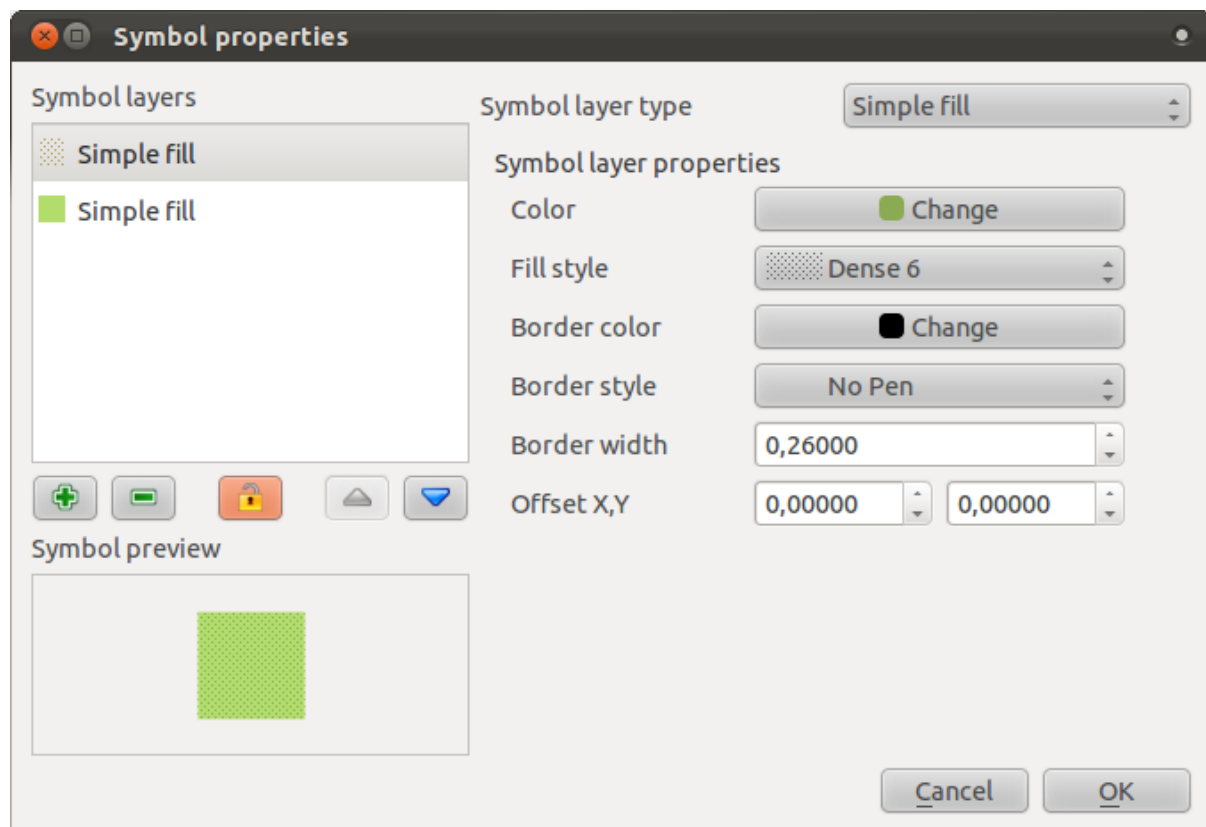 Symbol properties
Symbol layers
Simple fill
Simple fill
Symbol preview
Symbol layer type Simple fill
Symbol layer properties
Color Change
Fill style Dense 6
Border color Change
Border style No Pen
Border width 0,26000
Offset X,Y 0,00000 0,00000
Cancel OK